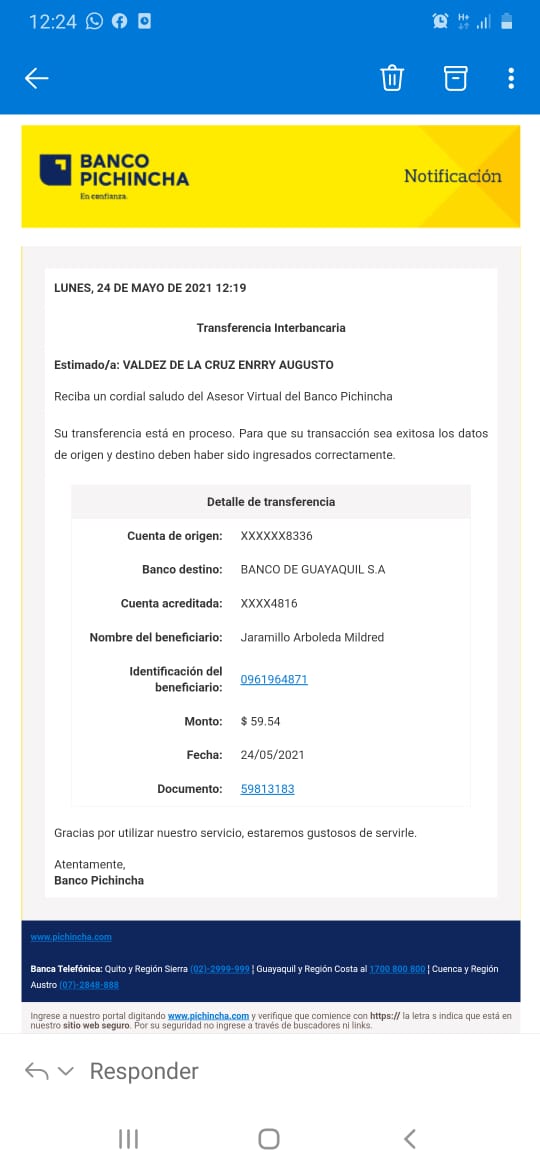 12:24
H+
BANCO
PICHINCHA
En confianza.
Notificación
LUNES, 24 DE MAYO DE 2021 12:19
Transferencia Interbancaria
Estimado/a: VALDEZ DE LA CRUZ ENRRY AUGUSTO
Reciba un cordial saludo del Asesor Virtual del Banco Pichincha
Su transferencia está en proceso. Para que su transacción sea exitosa los datos
de origen y destino deben haber sido ingresados correctamente.
Detalle de transferencia
Cuenta de origen: XXXXXX8336
Banco destino: BANCO DE GUAYAQUIL S.A
Cuenta acreditada: XXXX4816
Nombre del beneficiario: Jaramillo Arboleda Mildred
Identificación del
beneficiario: 0961964871
Monto: $ 59.54
Fecha: 24/05/2021
Documento: 59813183
Gracias por utilizar nuestro servicio, estaremos gustosos de servirle.
Atentamente,
Banco Pichincha
www.pichincha.com
Banca Telefónica: Quito y Región Sierra (02)-2999-999 ¦ Guayaquil y Región Costa al 1700 800 800 ¦ Cuenca y Región
Austro (07)-2848-888
Ingrese a nuestro portal digitando www.pichincha.com y verifique que comience con https:// la letra s indica que está en
nuestro sitio web seguro. Por su seguridad no ingrese a través de buscadores ni links.
Responder